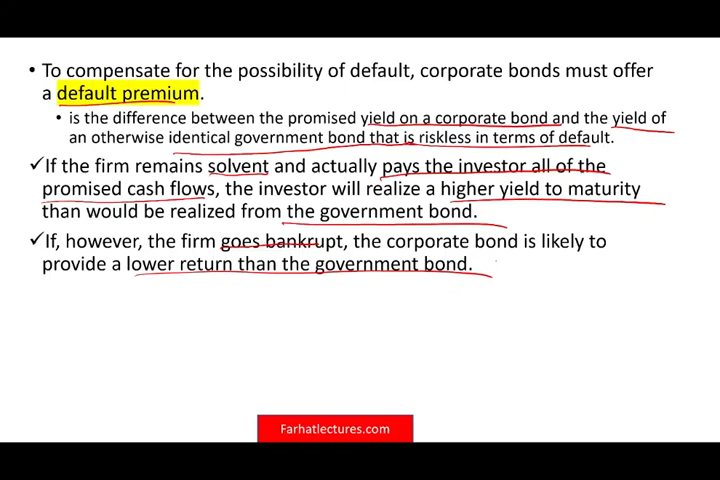 • To compensate for the possibility of default, corporate bonds must offer
a default premium.
• is the difference between the promised yield on a corporate bond and the yield of
an otherwise identical government bond that is riskless in terms of default.
✓If the firm remains solvent and actually pays the investor all of the
promised cash flows, the investor will realize a higher yield to maturity
than would be realized from the government bond.
✓If, however, the firm goes bankrupt, the corporate bond is likely to
provide a lower return than the government bond.
Farhatlectures.com